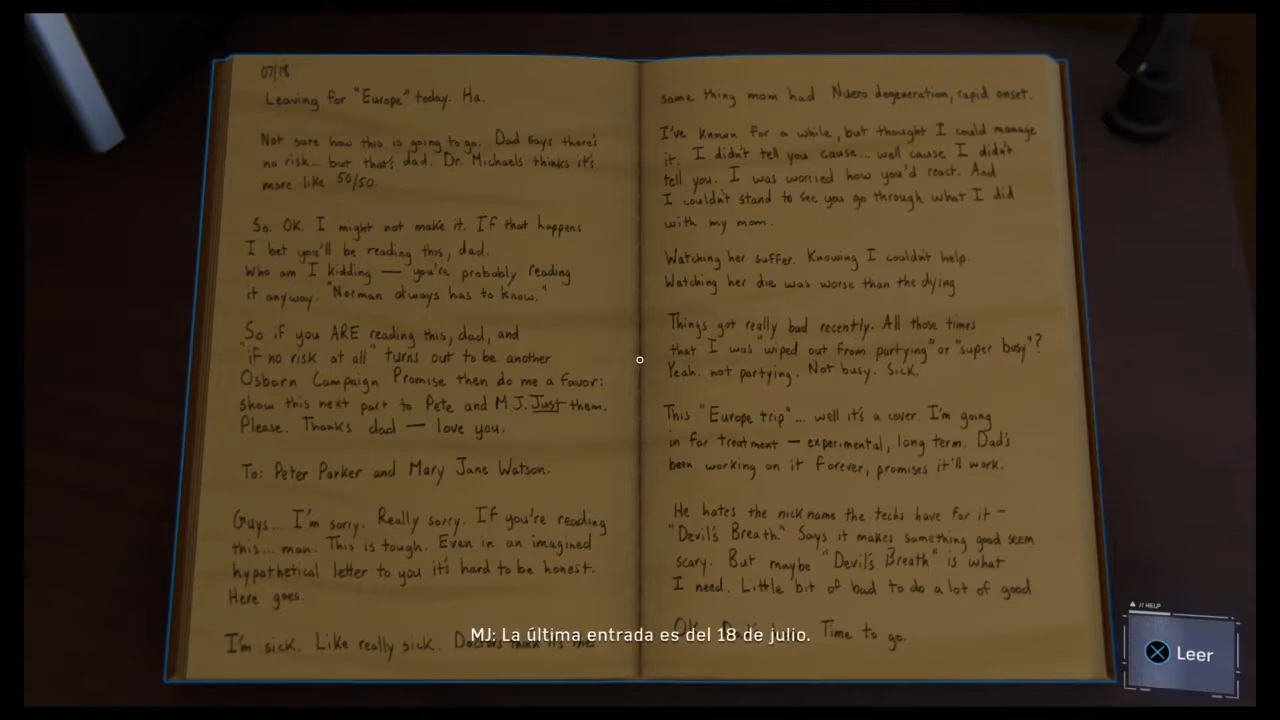 07/18
Leaving for "Europe" today. Ha.
Not sure how this is going to go. Dad says there's
no risk... but that's dad. Dr. Michaels thinks it's
more like 50/50.
So. OK. I might not make it. If that happens
I bet you'll be reading this, dad.
Who am I kidding — you're probably reading
it anyway. "Norman always has to know."
So if you ARE reading this, dad, and
"if no risk at all" turns out to be another
Osborn Campaign Promise then do me a favor:
show this next part to Pete and MJ. Just them.
Please. Thanks dad — love you.
To: Peter Parker and Mary Jane Watson.
Guys... I'm sorry. Really sorry. If you're reading
this... man. This is tough. Even in an imagined
hypothetical letter to you it's hard to be honest.
Here goes.
I'm sick. Like really sick. Doctors think it's the
same thing mom had Nuero degeneration, rapid onset.
I've known for a while, but thought I could manage
it. I didn't tell you cause... well cause I didn't
tell you. I was worried how you'd react. And
I couldn't stand to see you go through what I did
with my mom.
Watching her suffer. Knowing I couldn't help.
Watching her die was worse than the dying
Things got really bad recently. All those times
that I was "wiped out from partying" or "super busy"?
Yeah. not partying. Not busy. Sick.
This "Europe trip"... well it's a cover. I'm going
in for treatment — experimental, long term. Dad's
been working on it forever, promises it'll work.
He hates the nickname the techs have for it -
"Devil's Breath." Says it makes something good seem
scary. But maybe "Devil's Breath" is what
I need. Little bit of bad to do a lot of good
Time to go.
MJ: La última entrada es del 18 de julio.
// HELP
Leer